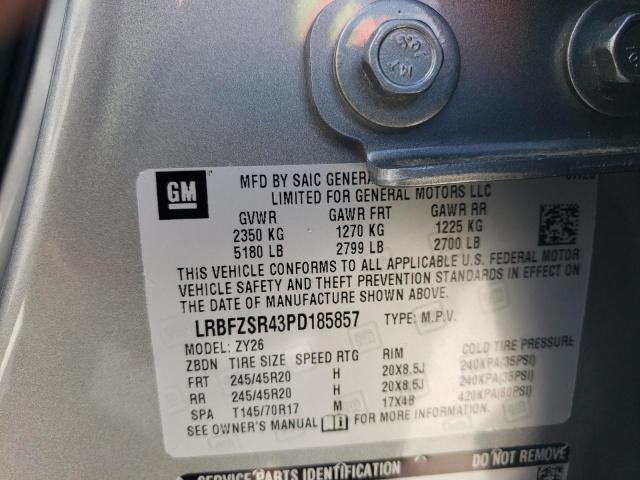 GM
MFD BY SAIC GENERAL
LIMITED FOR GENERAL MOTORS LLC
GVWR GAWR FRT GAWR RR
2350 KG 1270 KG 1225 KG
5180 LB 2799 LB 2700 LB
THIS VEHICLE CONFORMS TO ALL APPLICABLE U.S. FEDERAL MOTOR
VEHICLE SAFETY AND THEFT PREVENTION STANDARDS IN EFFECT ON
THE DATE OF MANUFACTURE SHOWN ABOVE.
LRBFZSR43PD185857 TYPE: M.P.V.
MODEL: ZY26
ZBDN TIRE SIZE SPEED RTG RIM COLD TIRE PRESSURE
FRT 245/45R20 H 20X8.5J 240KPA(35PSI)
RR 245/45R20 H 20X8.5J 240KPA(35PSI)
SPA T145/70R17 M 17X4B 420KPA(60PSI)
SEE OWNER'S MANUAL FOR MORE INFORMATION.
SERVICE PARTS IDENTIFICATION DO NOT REMOVE